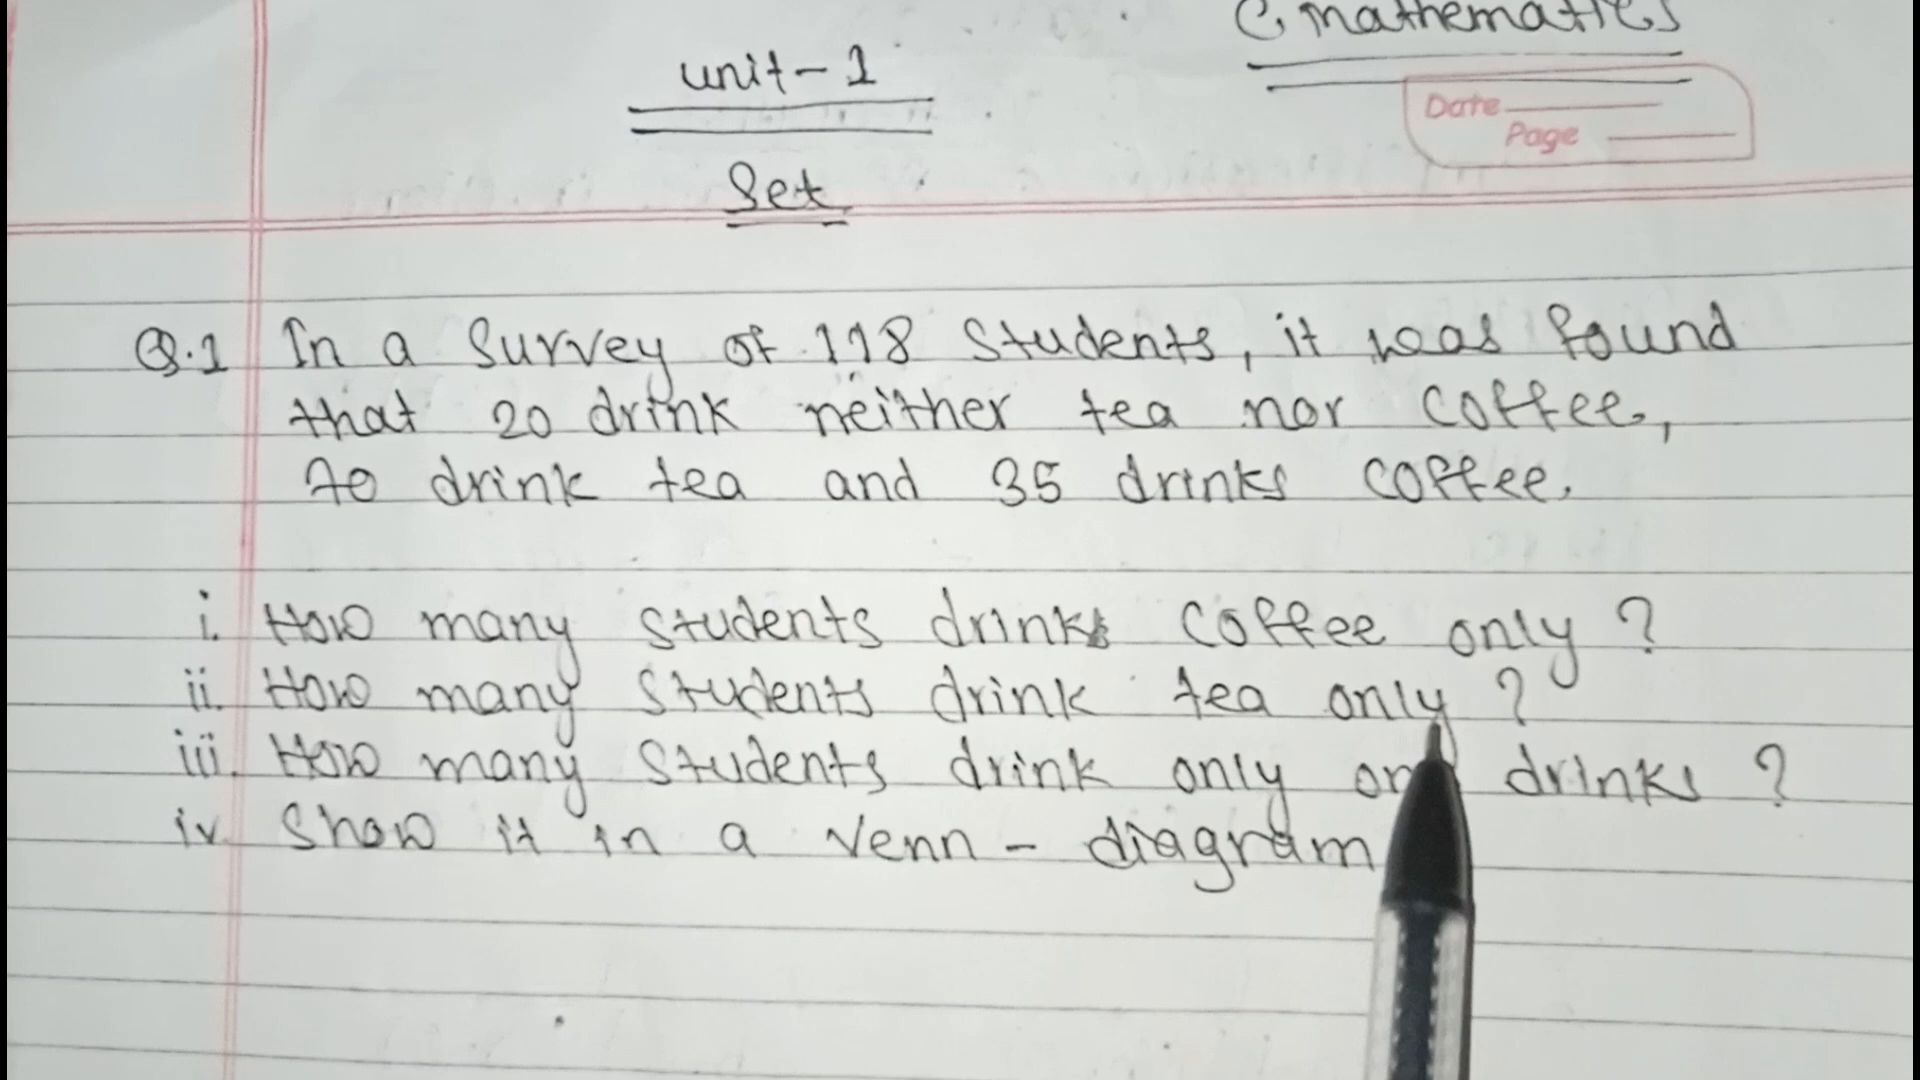 C. mathematics
unit-1
Date
Page
Set
Q.1 In a Survey of 118 Students, it was found
that 20 drink neither tea nor coffee,
70 drink tea and 35 drinks coffee.
i. How many students drinks coffee only ?
ii. How many students drink tea only ?
iii. How many students drink only drinks ?
iv. Show it in a Venn - diagram